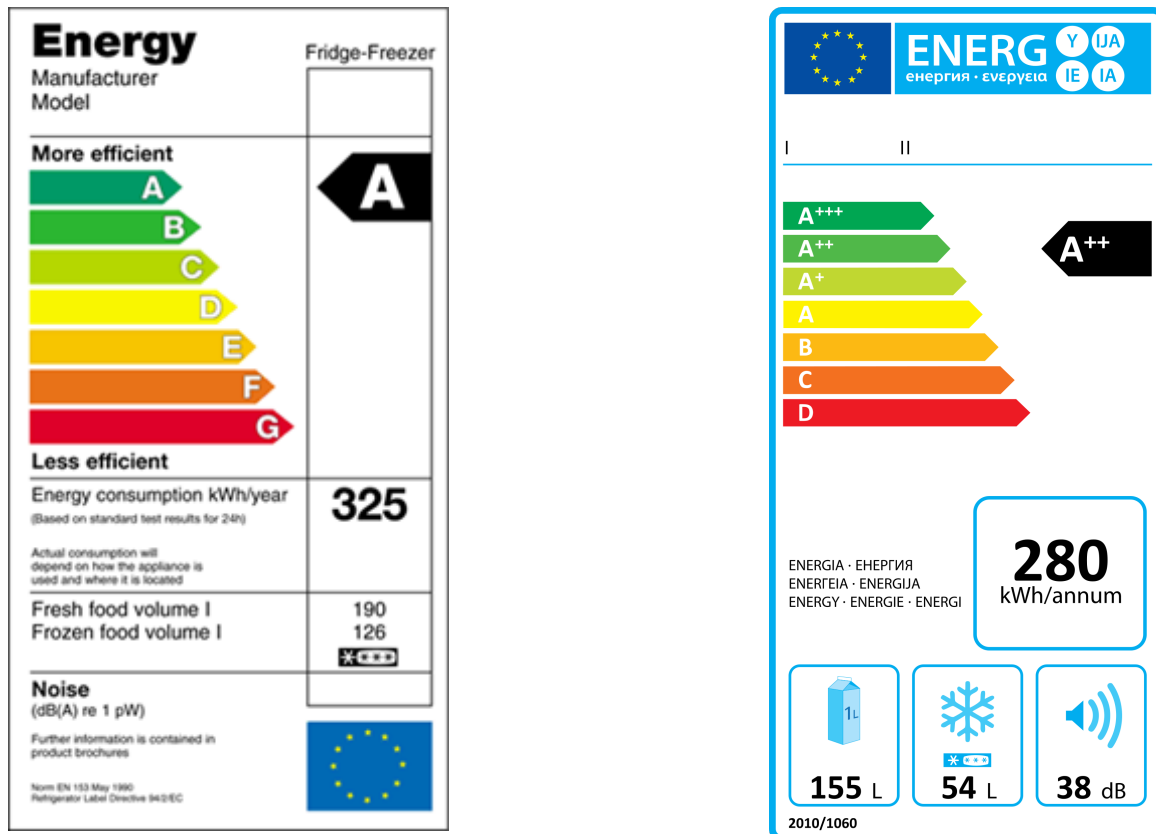 Energy
Fridge-Freezer
Manufacturer
Model
More efficient
A
A
B
C
D
E
F
G
Less efficient
Energy consumption kWh/year
325
(Based on standard test results for 24h)
Actual consumption will
depend on how the appliance is
used and where it is located
Fresh food volume l
190
Frozen food volume l
126
Noise
(dB(A) re 1 pW)
Further information is contained in
product brochures
Norm EN 153 May 1990
Refrigerator Label Directive 94/2/EC
ENERG
Y IJA
енергия · ενεργεια
IE IA
I II
A+++
A++
A++
A+
A
B
C
D
ENERGIA · ЕНЕРГИЯ
ΕΝΕΡΓΕΙΑ · ENERGIJA
ENERGY · ENERGIE · ENERGI
280
kWh/annum
1L
155 L
54 L
38 dB
2010/1060